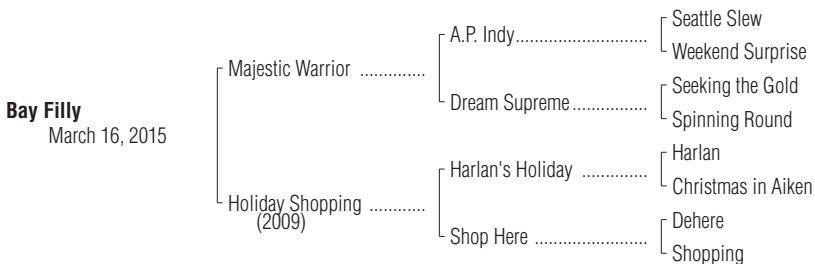 Seattle Slew
A.P. Indy..............................
Weekend Surprise
Majestic Warrior ..............
Seeking the Gold
Dream Supreme................
Spinning Round
Bay Filly
March 16, 2015
Harlan
Harlan's Holiday ..............
Christmas in Aiken
Holiday Shopping ............
(2009)
Dehere
Shop Here ........................
Shopping